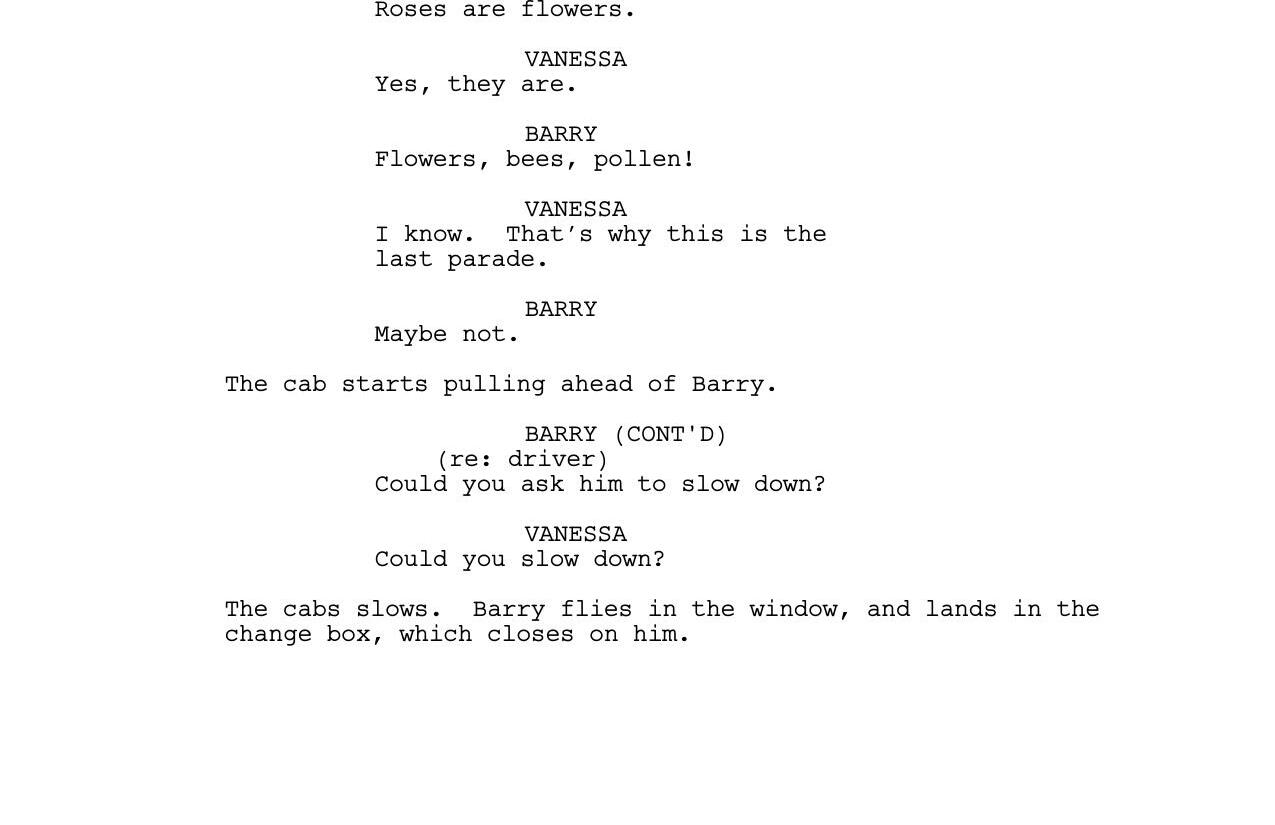 Roses are flowers.
VANESSA
Yes, they are.
BARRY
Flowers, bees, pollen!
VANESSA
I know.  That’s why this is the
last parade.
BARRY
Maybe not.
The cab starts pulling ahead of Barry.
BARRY (CONT'D)
(re: driver)
Could you ask him to slow down?
VANESSA
Could you slow down?
The cabs slows.  Barry flies in the window, and lands in the
change box, which closes on him.